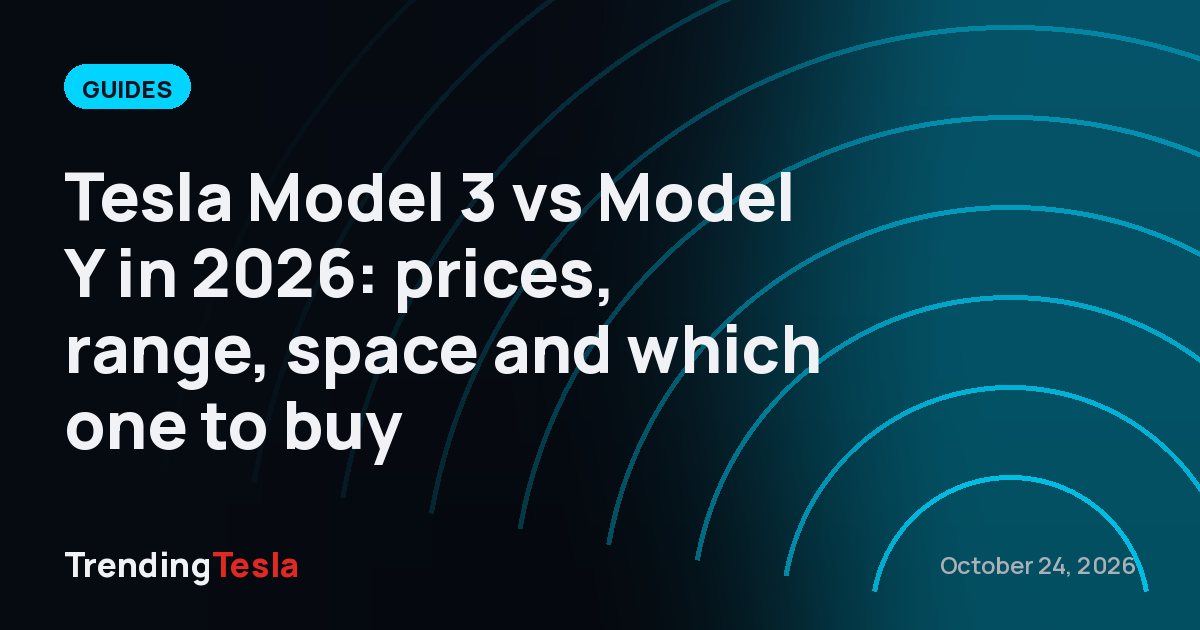 GUIDES
Tesla Model 3 vs Model
Y in 2026: prices,
range, space and which
one to buy
TrendingTesla
October 24, 2026